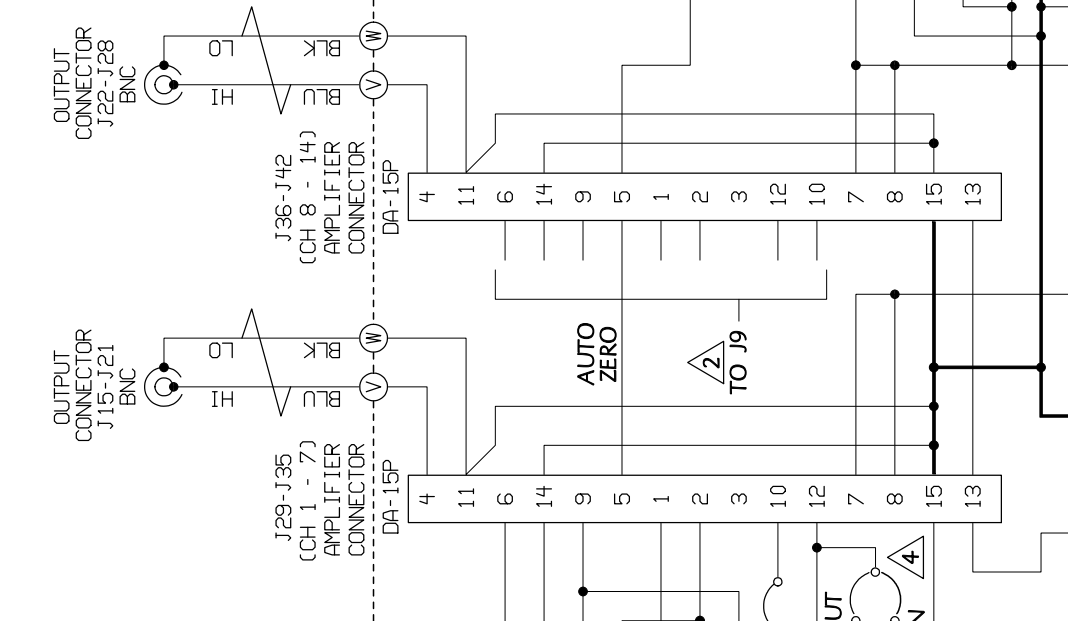 OUTPUT
CONNECTOR
J22-J28
BNC
LO
BLK
W
HI
BLU
V
J36-J42
(CH 8 - 14)
AMPLIFIER
CONNECTOR
DA-15P
4 11 6 14 9 5 1 2 3 12 10 7 8 15 13
AUTO
ZERO
2
TO J9
OUTPUT
CONNECTOR
J15-J21
BNC
LO
BLK
W
HI
BLU
V
J29-J35
(CH 1 - 7)
AMPLIFIER
CONNECTOR
DA-15P
4 11 6 14 9 5 1 2 3 10 12 7 8 15 13
4
UT
N